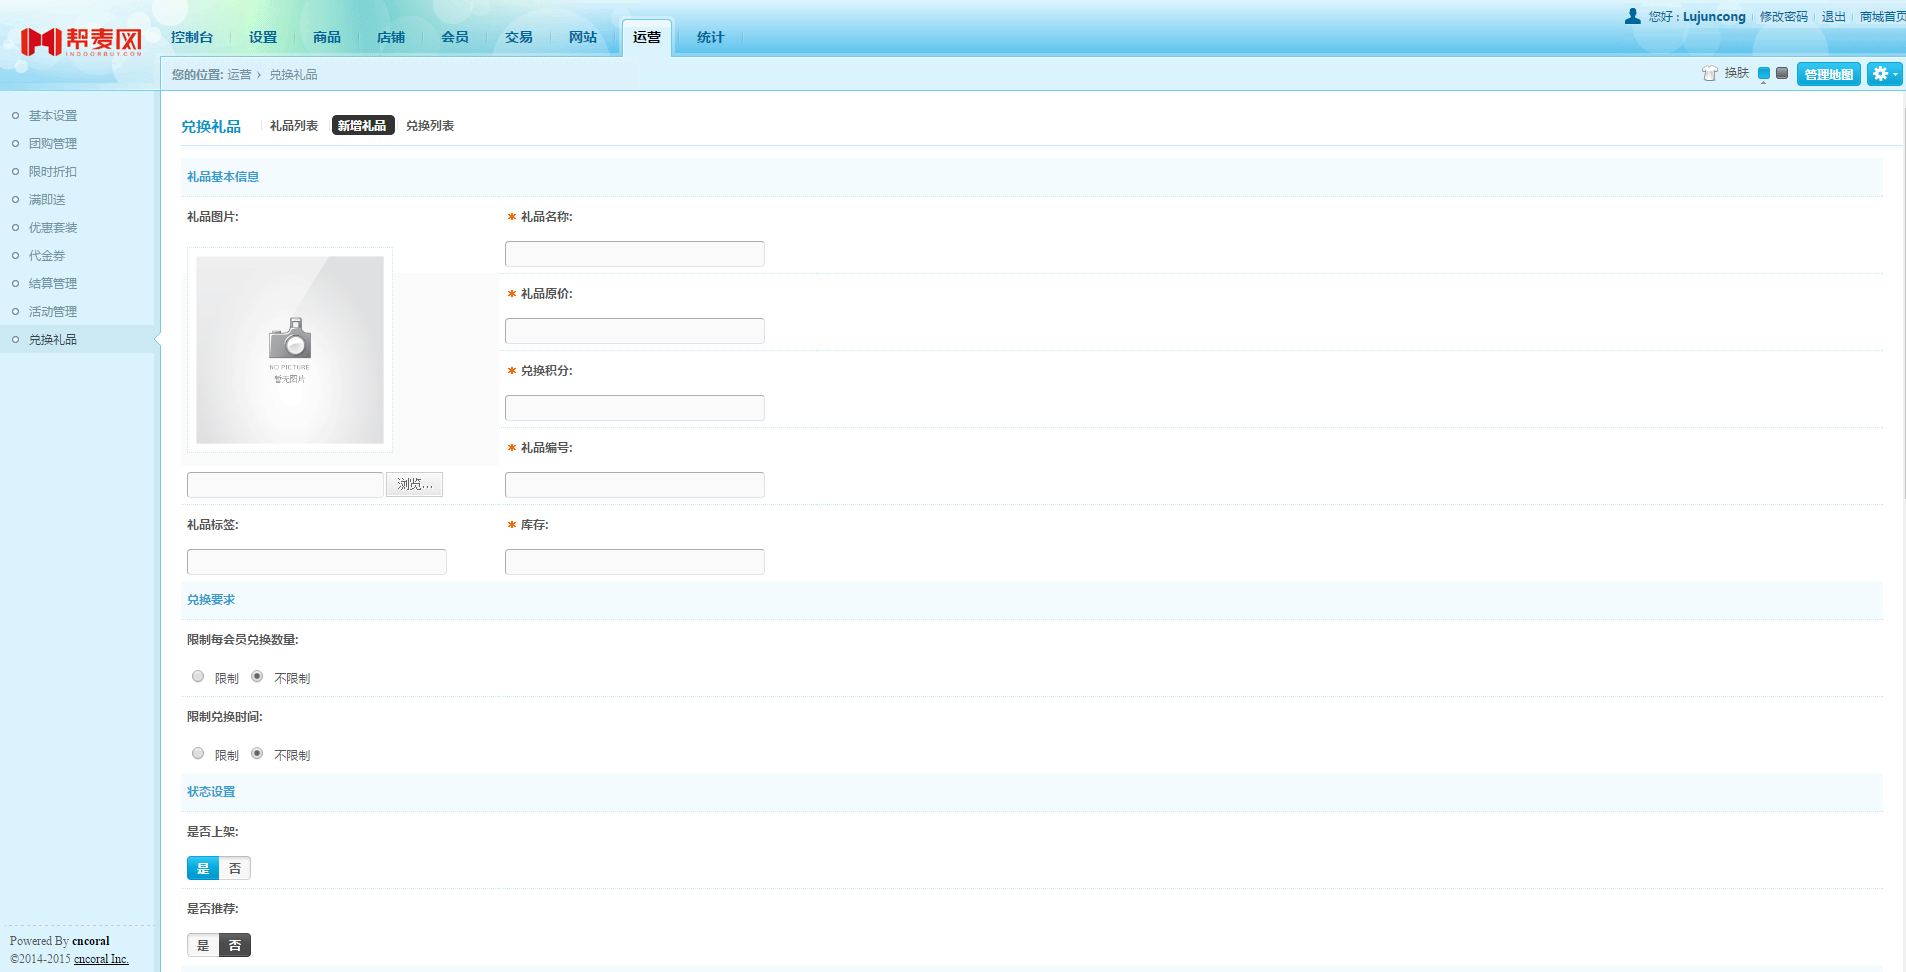 帮麦网
INDOORBUY.COM
控制台 设置 商品 店铺 会员 交易 网站 运营 统计
您好 : Lujuncong 修改密码 退出 商城首页
您的位置: 运营 › 兑换礼品
换肤 管理地图
基本设置
团购管理
限时折扣
满即送
优惠套装
代金券
结算管理
活动管理
兑换礼品
兑换礼品 礼品列表 新增礼品 兑换列表
礼品基本信息
礼品图片:
NO PICTURE
暂无图片
浏览...
* 礼品名称:
* 礼品原价:
* 兑换积分:
* 礼品编号:
礼品标签:
* 库存:
兑换要求
限制每会员兑换数量:
限制 不限制
限制兑换时间:
限制 不限制
状态设置
是否上架:
是 否
是否推荐:
是 否
Powered By cncoral
©2014-2015 cncoral Inc.